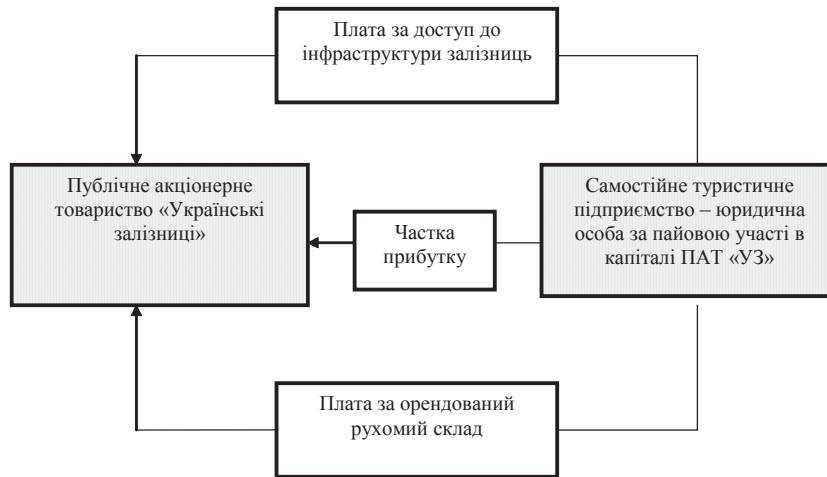 Плата за доступ до
інфраструктури залізниць
Публічне акціонерне
товариство «Українські
залізниці»
Частка
прибутку
Самостійне туристичне
підприємство – юридична
особа за пайовою участі в
капіталі ПАТ «УЗ»
Плата за орендований
рухомий склад